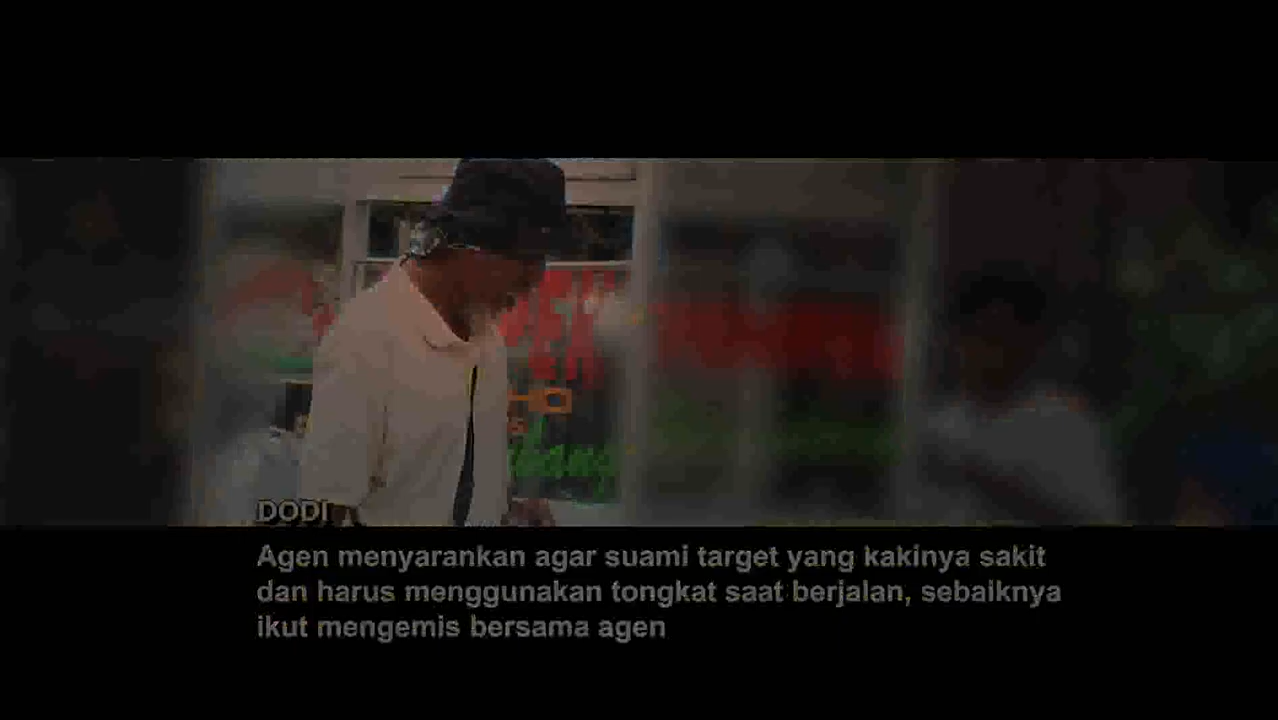 DODI
Agen menyarankan agar suami target yang kakinya sakit
dan harus menggunakan tongkat saat berjalan, sebaiknya
ikut mengemis bersama agen